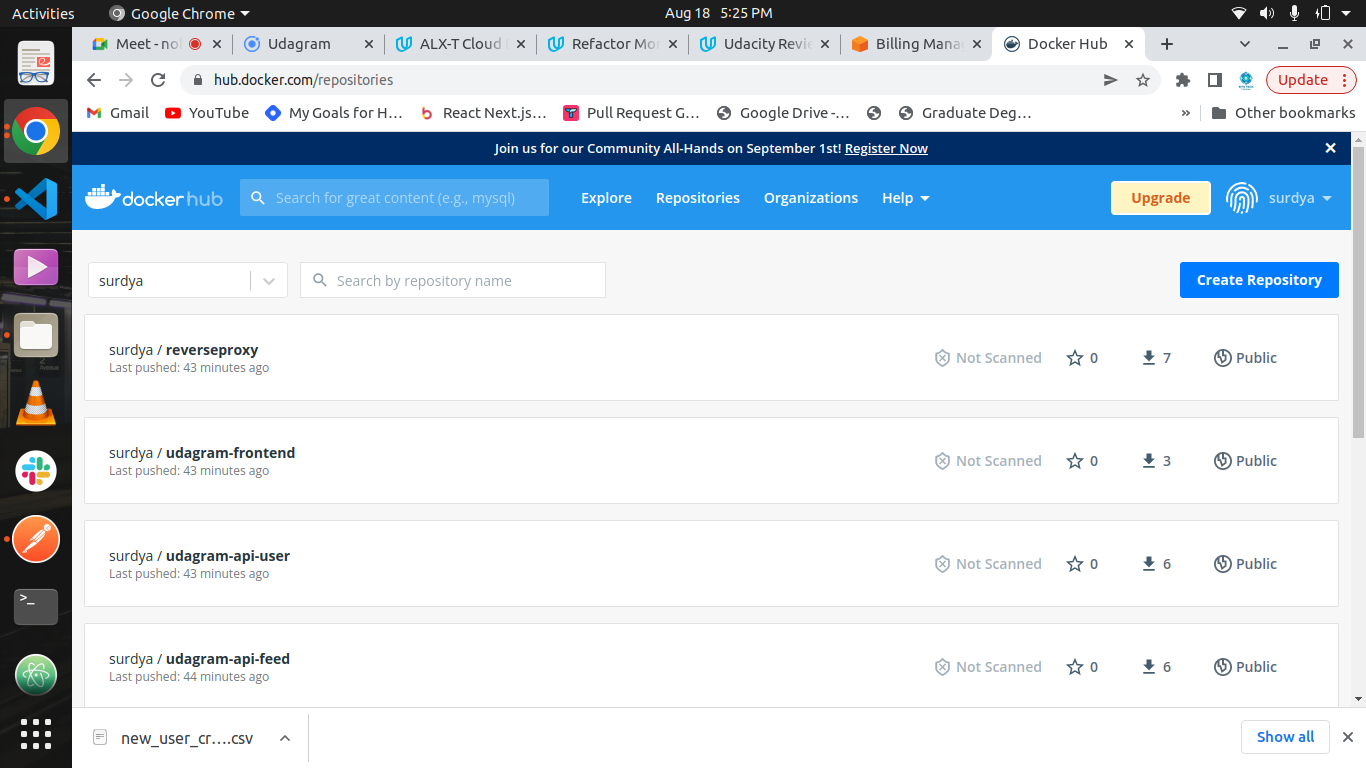 Activities Google Chrome Aug 18 5:25 PM
Meet - nol Udagram ALX-T Cloud Refactor Mo Udacity Revi Billing Mana Docker Hub
hub.docker.com/repositories Update
Gmail YouTube My Goals for H... React Next.js... Pull Request G... Google Drive -... Graduate Deg... » Other bookmarks
Join us for our Community All-Hands on September 1st! Register Now
docker hub Search for great content (e.g., mysql) Explore Repositories Organizations Help Upgrade surdya
surdya Search by repository name Create Repository
surdya / reverseproxy
Last pushed: 43 minutes ago
Not Scanned 0 7 Public
surdya / udagram-frontend
Last pushed: 43 minutes ago
Not Scanned 0 3 Public
surdya / udagram-api-user
Last pushed: 43 minutes ago
Not Scanned 0 6 Public
surdya / udagram-api-feed
Last pushed: 44 minutes ago
Not Scanned 0 6 Public
new_user_cr....csv Show all